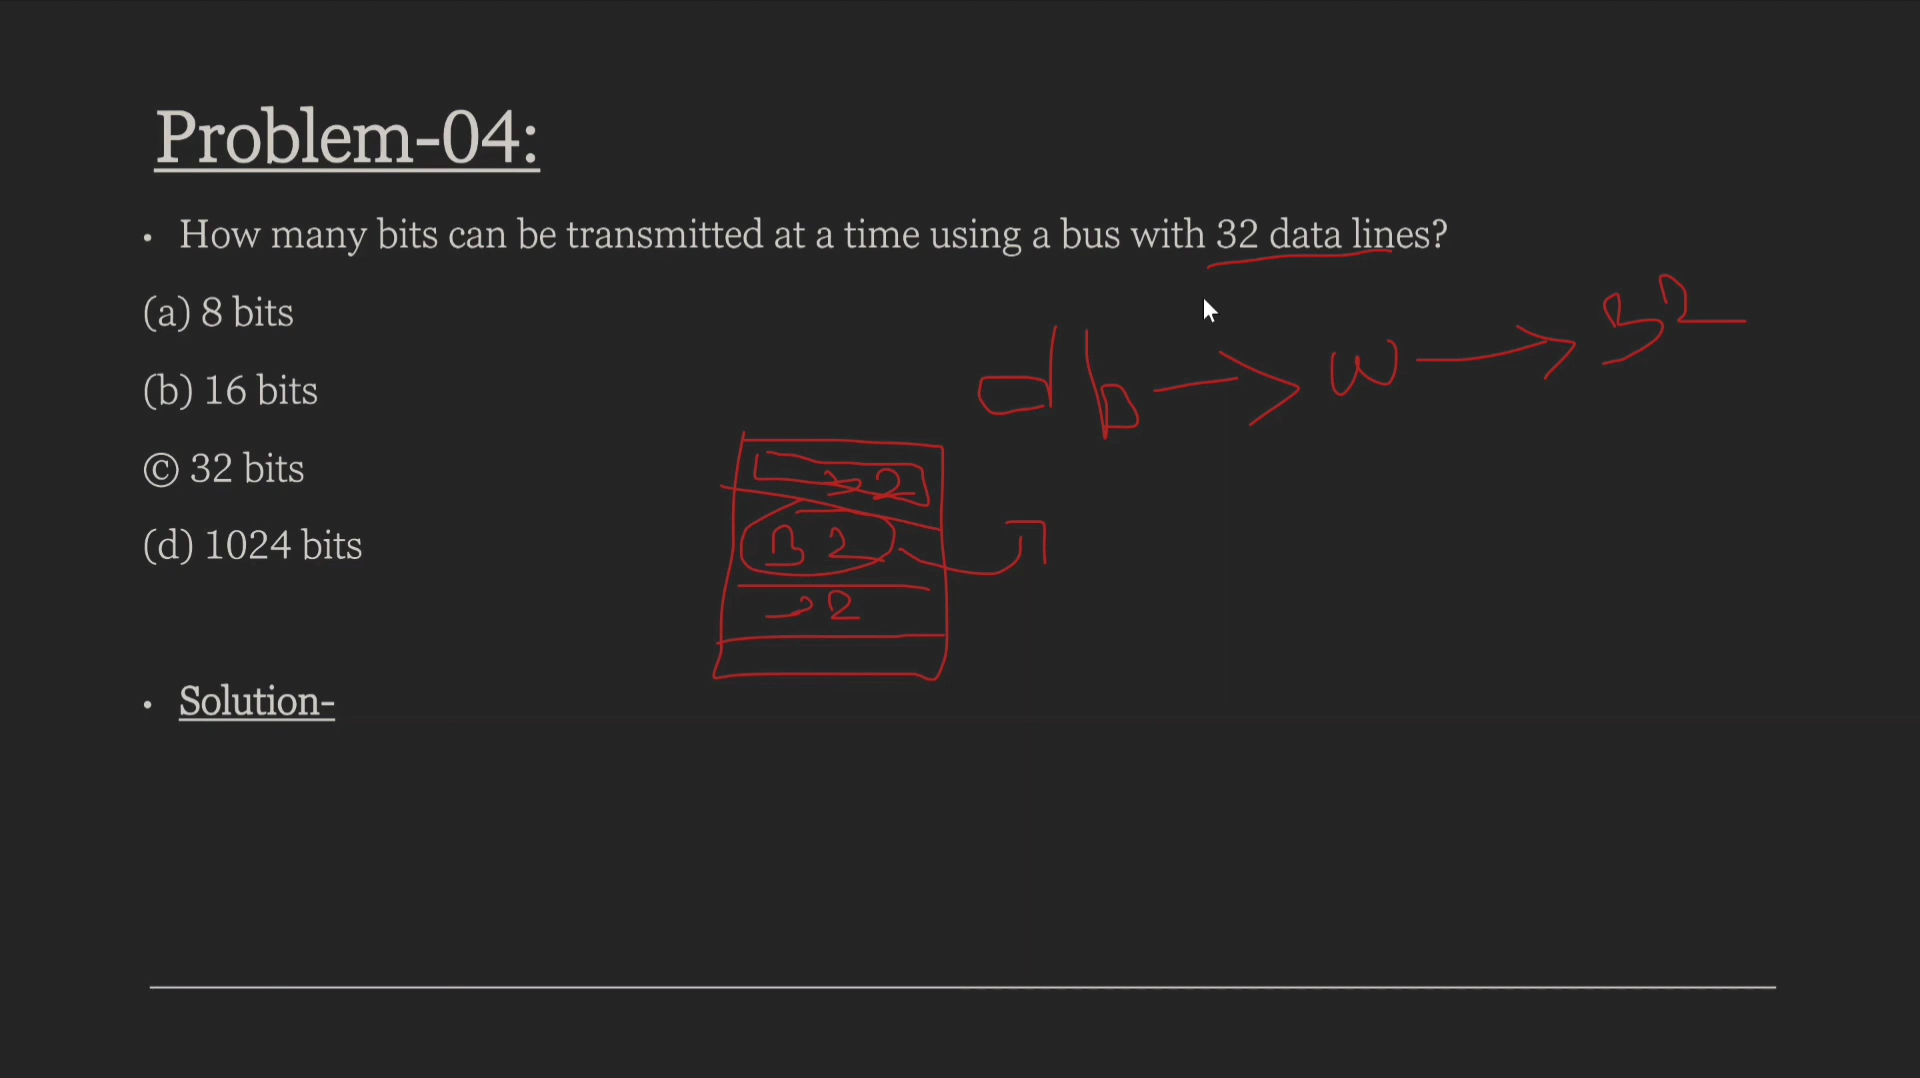 Problem-04:
• How many bits can be transmitted at a time using a bus with 32 data lines?
(a) 8 bits
(b) 16 bits
© 32 bits
(d) 1024 bits
db → w → 32
32
32
32
• Solution-